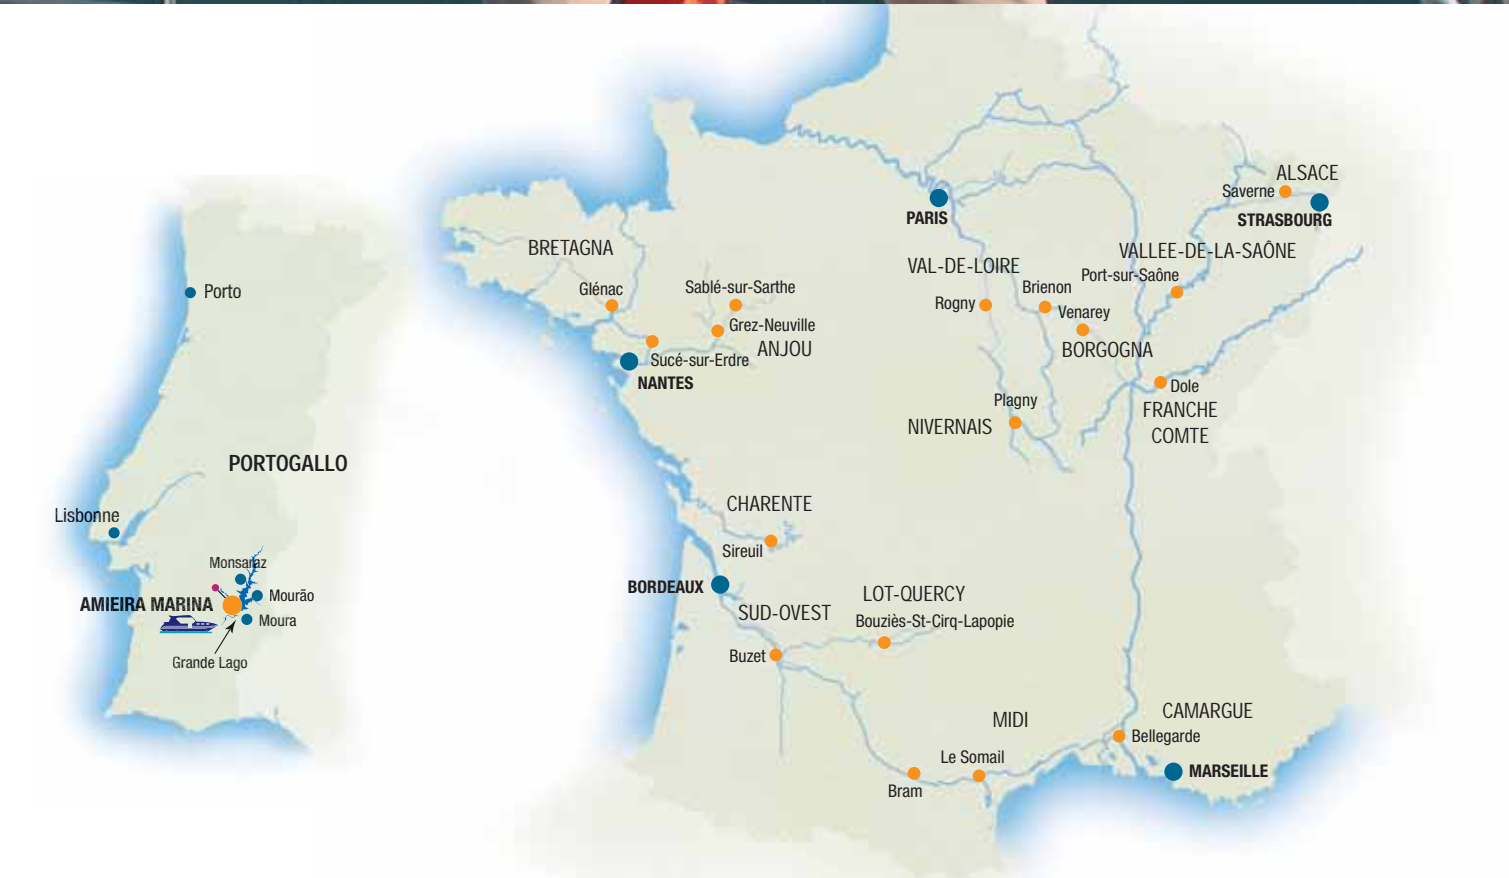 ALSACE
Saverne
STRASBOURG
PARIS
BRETAGNA
VALLEE-DE-LA-SAÔNE
VAL-DE-LOIRE
Port-sur-Saône
Glénac
Sablé-sur-Sarthe
Brienon
Porto
Rogny
Venarey
Grez-Neuville
ANJOU
BORGOGNA
Sucé-sur-Erdre
NANTES
Dole
Plagny
FRANCHE
COMTE
NIVERNAIS
PORTOGALLO
CHARENTE
Lisbonne
Sireuil
Monsaraz
BORDEAUX
LOT-QUERCY
Mourão
AMIEIRA MARINA
SUD-OVEST
Moura
Bouziès-St-Cirq-Lapopie
Buzet
Grande Lago
CAMARGUE
MIDI
Bellegarde
Le Somail
MARSEILLE
Bram